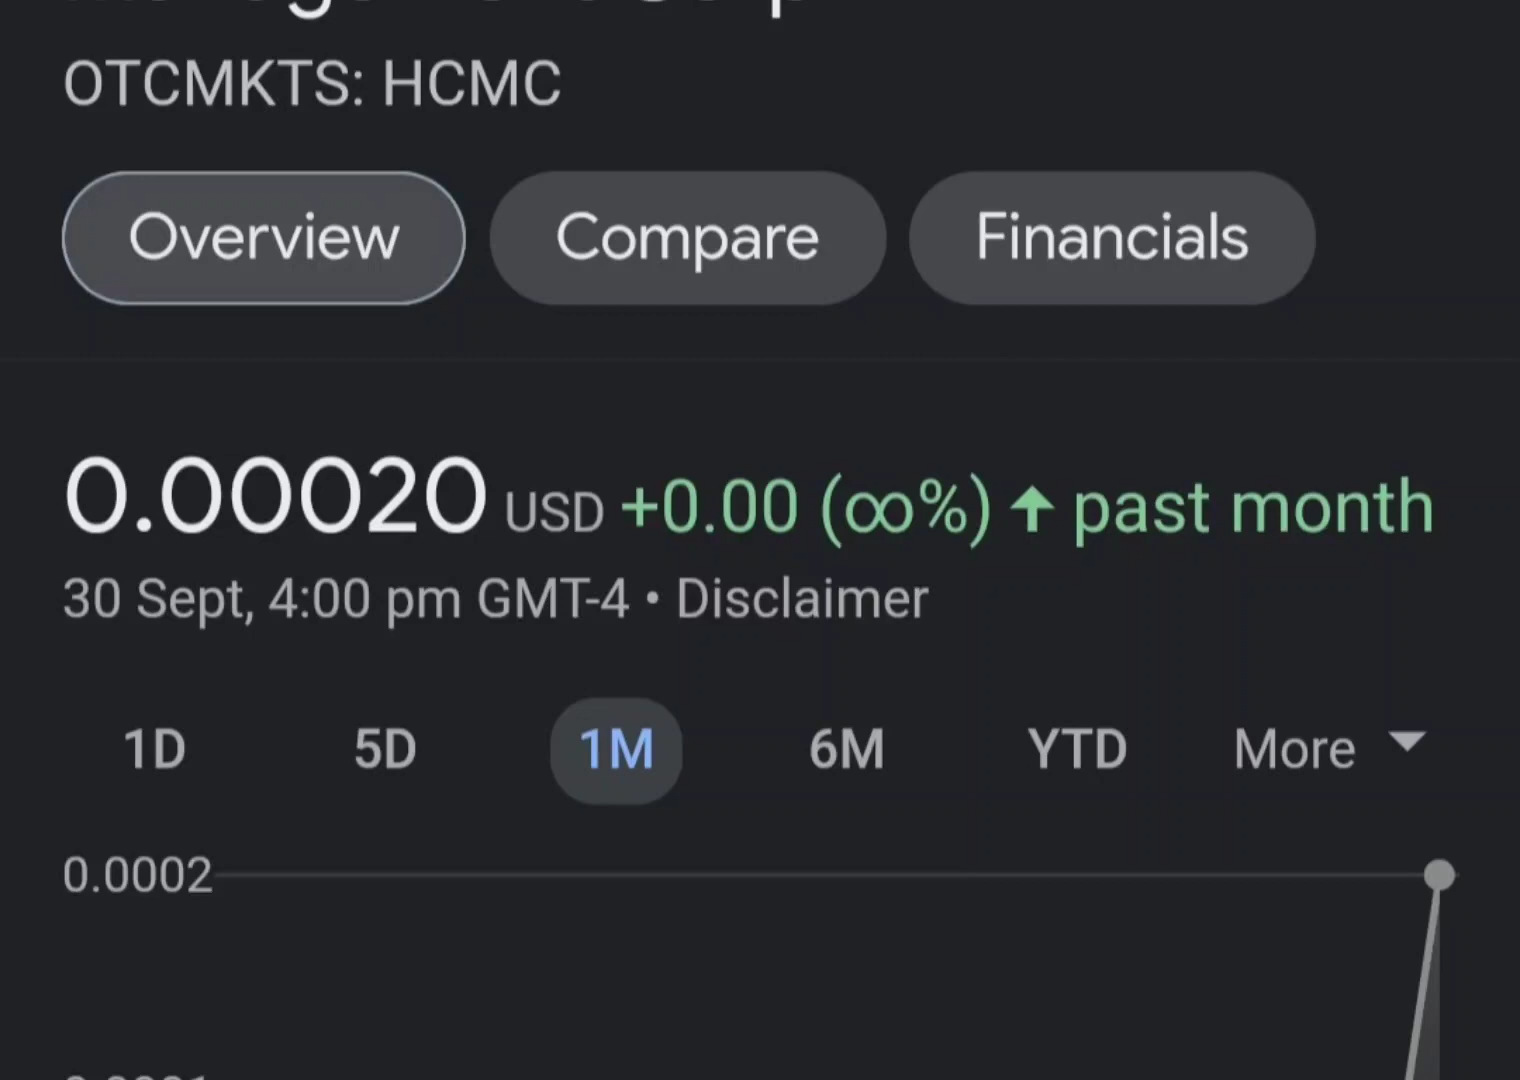 OTCMKTS: HCMC
Overview Compare Financials
0.00020 USD +0.00 (∞%) ↑ past month
30 Sept, 4:00 pm GMT-4 • Disclaimer
1D 5D 1M 6M YTD More
0.0002